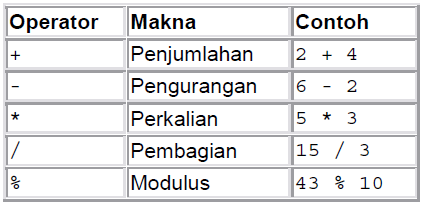 Operator Makna Contoh
+ Penjumlahan 2 + 4
- Pengurangan 6 - 2
* Perkalian 5 * 3
/ Pembagian 15 / 3
% Modulus 43 % 10